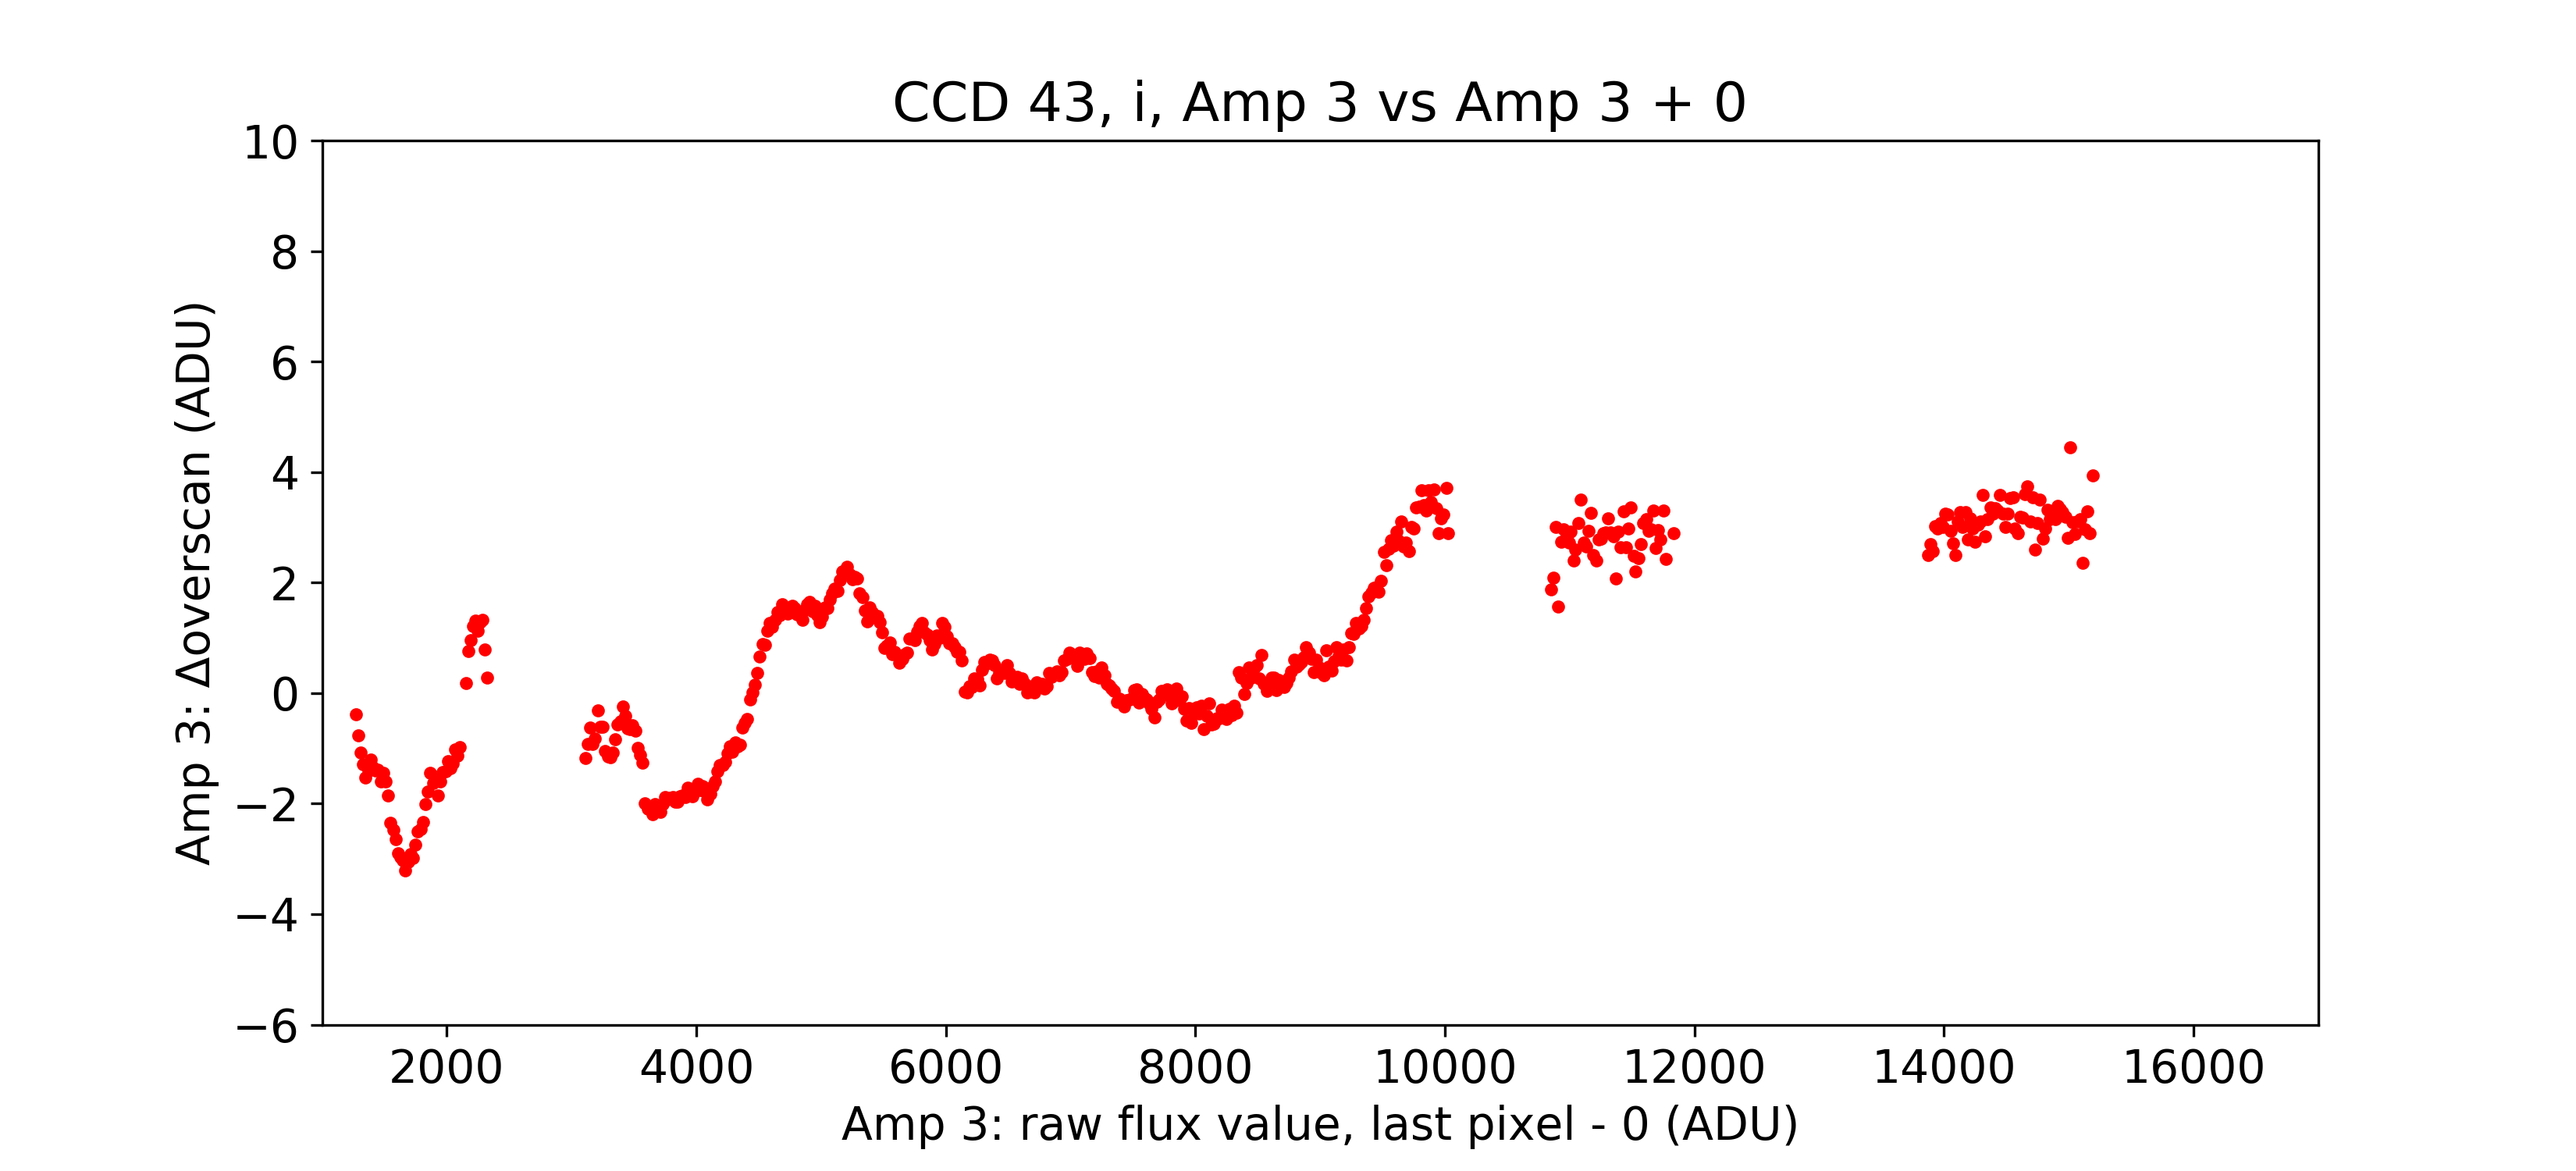 CCD 43, i, Amp 3 vs Amp 3 + 0
10
8
6
4
2
0
−2
−4
−6
Amp 3: Δoverscan (ADU)
2000 4000 6000 8000 10000 12000 14000 16000
Amp 3: raw flux value, last pixel - 0 (ADU)